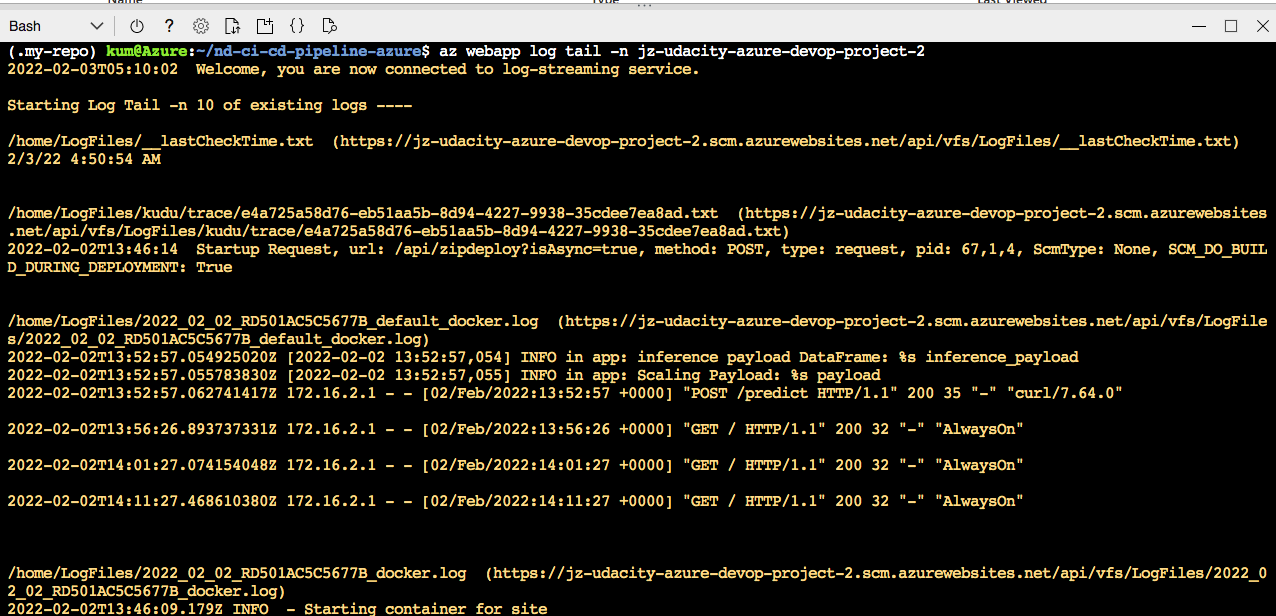 Name Type Last Viewed
Bash
(.my-repo) kum@Azure:~/nd-ci-cd-pipeline-azure$ az webapp log tail -n jz-udacity-azure-devop-project-2
2022-02-03T05:10:02  Welcome, you are now connected to log-streaming service.
Starting Log Tail -n 10 of existing logs ----
/home/LogFiles/__lastCheckTime.txt  (https://jz-udacity-azure-devop-project-2.scm.azurewebsites.net/api/vfs/LogFiles/__lastCheckTime.txt)
2/3/22 4:50:54 AM
/home/LogFiles/kudu/trace/e4a725a58d76-eb51aa5b-8d94-4227-9938-35cdee7ea8ad.txt  (https://jz-udacity-azure-devop-project-2.scm.azurewebsites
.net/api/vfs/LogFiles/kudu/trace/e4a725a58d76-eb51aa5b-8d94-4227-9938-35cdee7ea8ad.txt)
2022-02-02T13:46:14  Startup Request, url: /api/zipdeploy?isAsync=true, method: POST, type: request, pid: 67,1,4, ScmType: None, SCM_DO_BUIL
D_DURING_DEPLOYMENT: True
/home/LogFiles/2022_02_02_RD501AC5C5677B_default_docker.log  (https://jz-udacity-azure-devop-project-2.scm.azurewebsites.net/api/vfs/LogFile
s/2022_02_02_RD501AC5C5677B_default_docker.log)
2022-02-02T13:52:57.054925020Z [2022-02-02 13:52:57,054] INFO in app: inference payload DataFrame: %s inference_payload
2022-02-02T13:52:57.055783830Z [2022-02-02 13:52:57,055] INFO in app: Scaling Payload: %s payload
2022-02-02T13:52:57.062741417Z 172.16.2.1 - - [02/Feb/2022:13:52:57 +0000] "POST /predict HTTP/1.1" 200 35 "-" "curl/7.64.0"
2022-02-02T13:56:26.893737331Z 172.16.2.1 - - [02/Feb/2022:13:56:26 +0000] "GET / HTTP/1.1" 200 32 "-" "AlwaysOn"
2022-02-02T14:01:27.074154048Z 172.16.2.1 - - [02/Feb/2022:14:01:27 +0000] "GET / HTTP/1.1" 200 32 "-" "AlwaysOn"
2022-02-02T14:11:27.468610380Z 172.16.2.1 - - [02/Feb/2022:14:11:27 +0000] "GET / HTTP/1.1" 200 32 "-" "AlwaysOn"
/home/LogFiles/2022_02_02_RD501AC5C5677B_docker.log  (https://jz-udacity-azure-devop-project-2.scm.azurewebsites.net/api/vfs/LogFiles/2022_0
2_02_RD501AC5C5677B_docker.log)
2022-02-02T13:46:09.179Z INFO  - Starting container for site